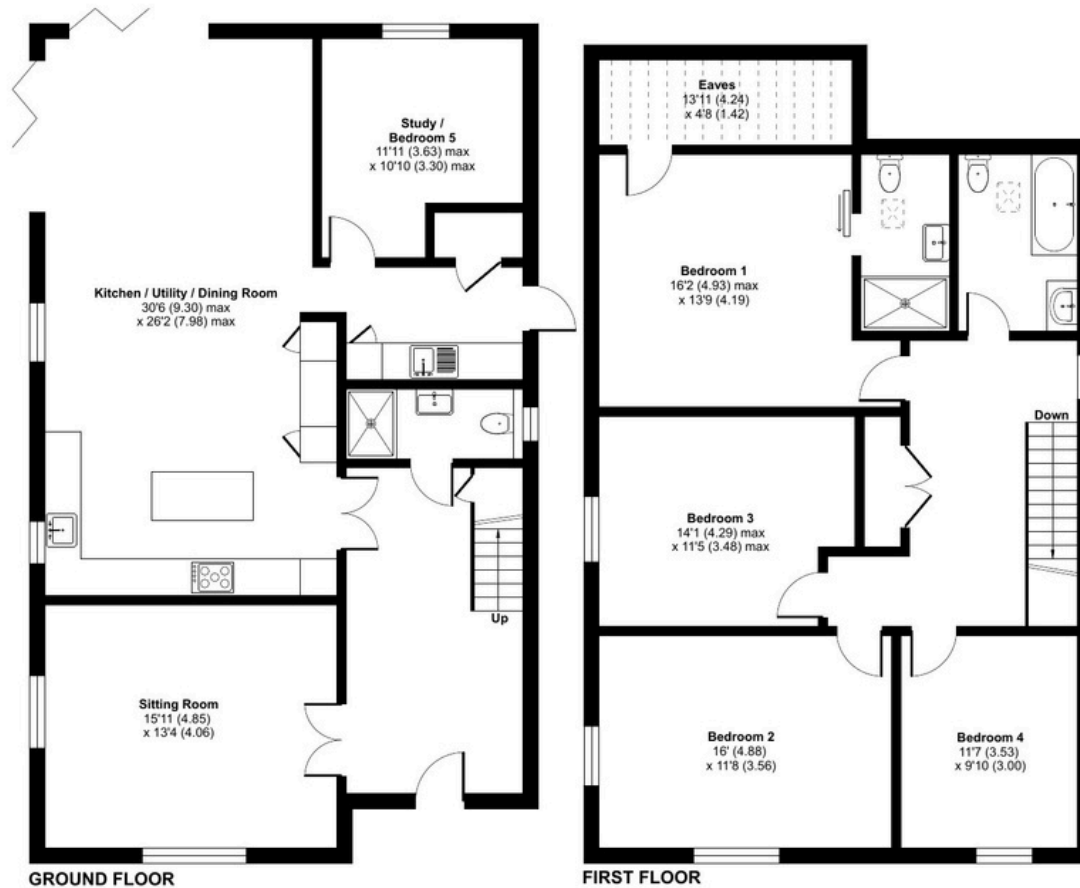 Study /
Bedroom 5
11'11 (3.63) max
x 10'10 (3.30) max
Kitchen / Utility / Dining Room
30'6 (9.30) max
x 26'2 (7.98) max
Up
Sitting Room
15'11 (4.85)
x 13'4 (4.06)
GROUND FLOOR
Eaves
13'11 (4.24)
x 4'8 (1.42)
Bedroom 1
16'2 (4.93) max
x 13'9 (4.19)
Down
Bedroom 3
14'1 (4.29) max
x 11'5 (3.48) max
Bedroom 2
16' (4.88)
x 11'8 (3.56)
Bedroom 4
11'7 (3.53)
x 9'10 (3.00)
FIRST FLOOR